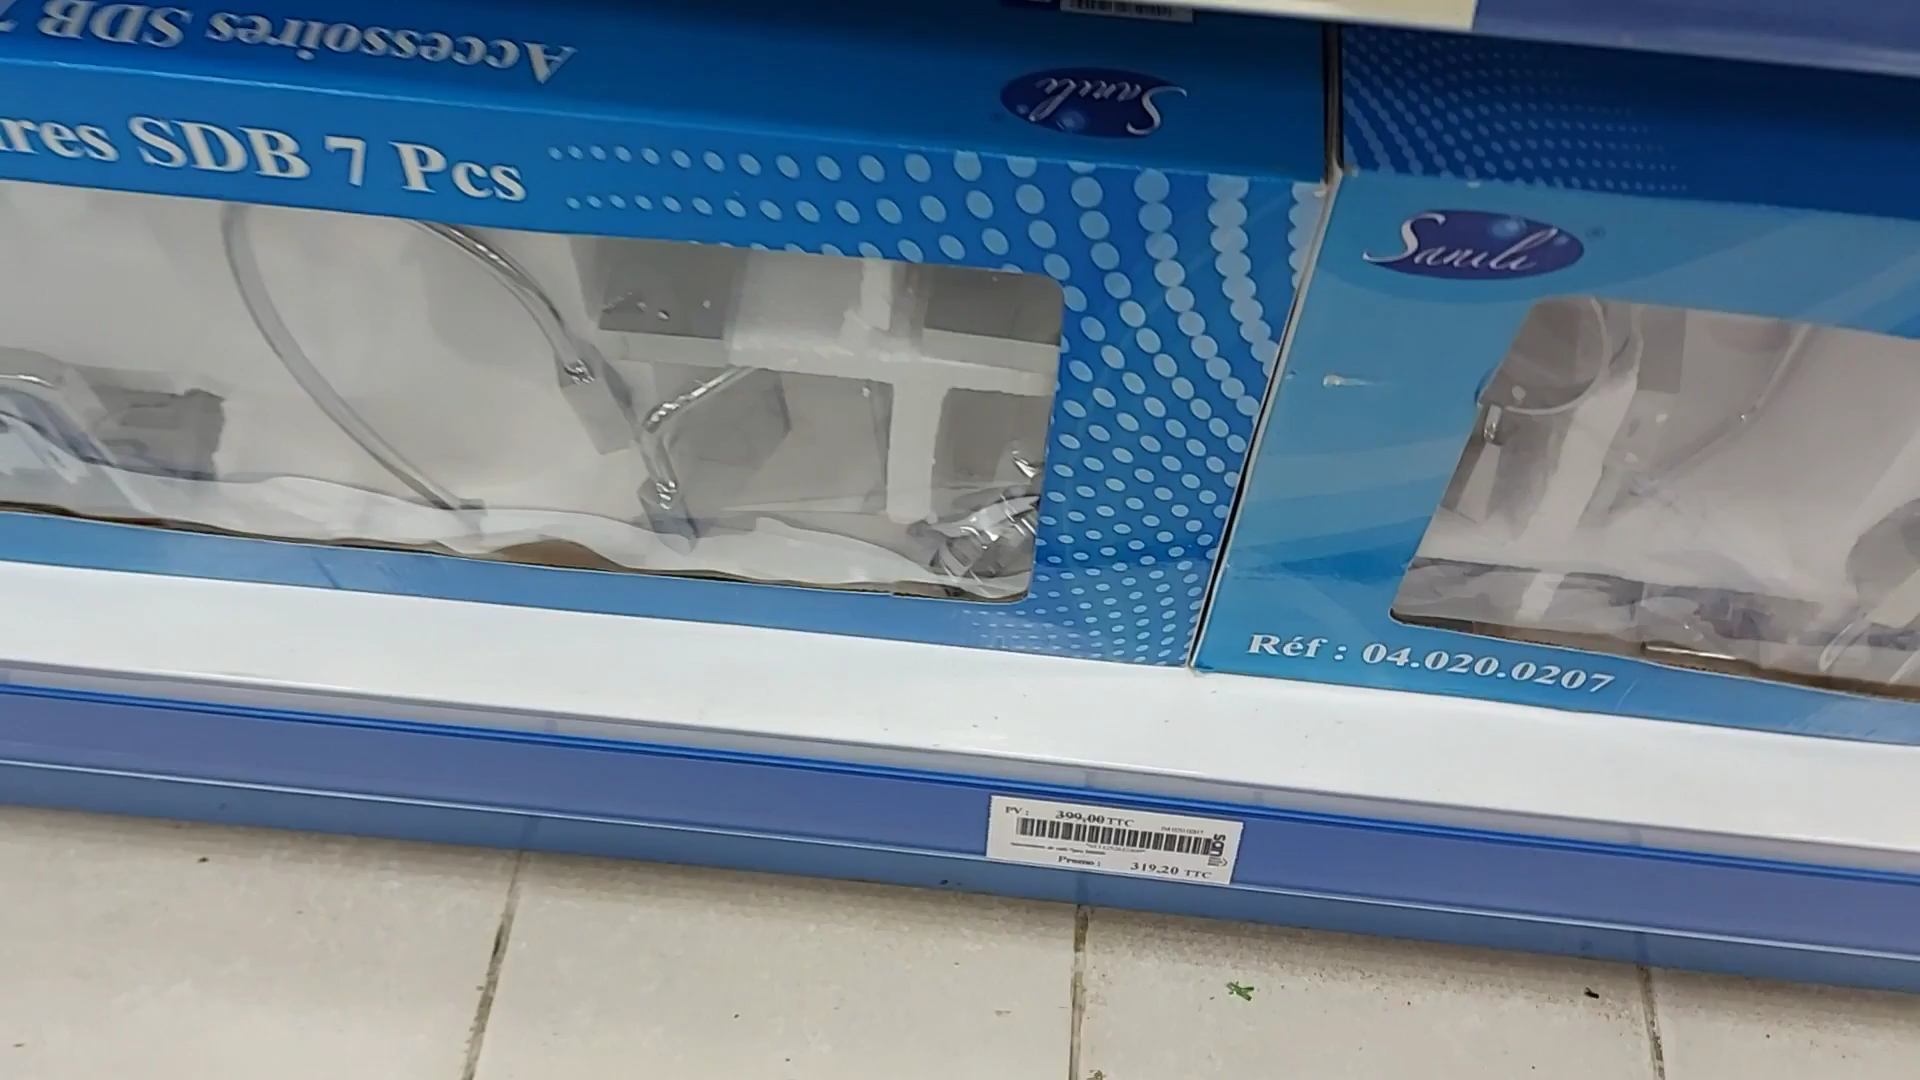 Accessoires SDB 7
Sanili
res SDB 7 Pcs
Sanili
Réf : 04.020.0207
PV : 399,00 TTC
Promo : 319.20 TTC